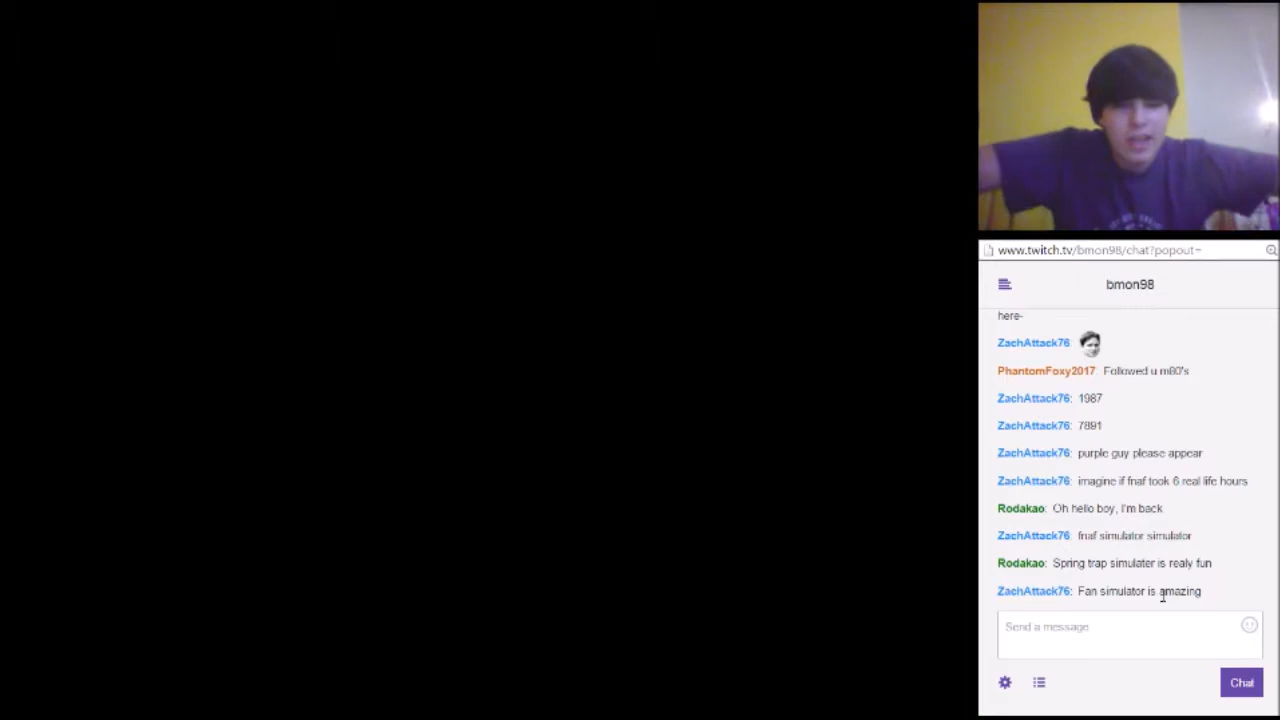 www.twitch.tv/bmon98/chat?popout=
bmon98
here-
ZachAttack76:
PhantomFoxy2017: Followed u m80's
ZachAttack76: 1987
ZachAttack76: 7891
ZachAttack76: purple guy please appear
ZachAttack76: imagine if fnaf took 6 real life hours
Rodakao: Oh hello boy, I'm back
ZachAttack76: fnaf simulator simulator
Rodakao: Spring trap simulater is realy fun
ZachAttack76: Fan simulator is amazing
Send a message
Chat